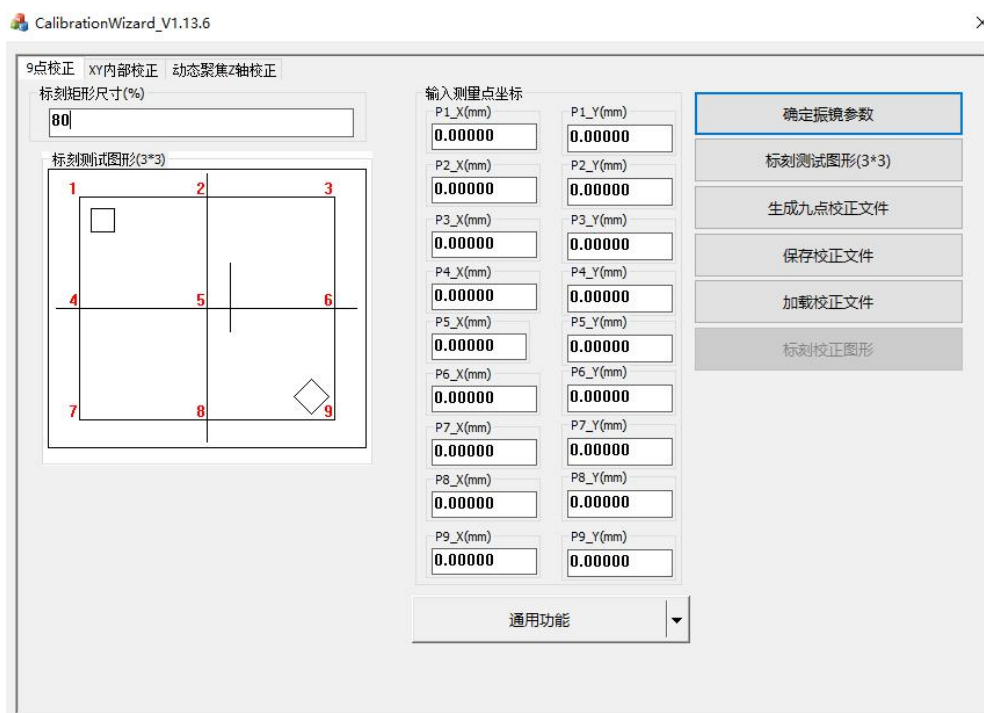 CalibrationWizard_V1.13.6
9点校正 XY内部校正 动态聚焦Z轴校正
标刻矩形尺寸(%)
80
标刻测试图形(3*3)
1 2 3
4 5 6
7 8 9
输入测量点坐标
P1_X(mm) P1_Y(mm)
0.00000 0.00000
P2_X(mm) P2_Y(mm)
0.00000 0.00000
P3_X(mm) P3_Y(mm)
0.00000 0.00000
P4_X(mm) P4_Y(mm)
0.00000 0.00000
P5_X(mm) P5_Y(mm)
0.00000 0.00000
P6_X(mm) P6_Y(mm)
0.00000 0.00000
P7_X(mm) P7_Y(mm)
0.00000 0.00000
P8_X(mm) P8_Y(mm)
0.00000 0.00000
P9_X(mm) P9_Y(mm)
0.00000 0.00000
通用功能
确定振镜参数
标刻测试图形(3*3)
生成九点校正文件
保存校正文件
加载校正文件
标刻校正图形